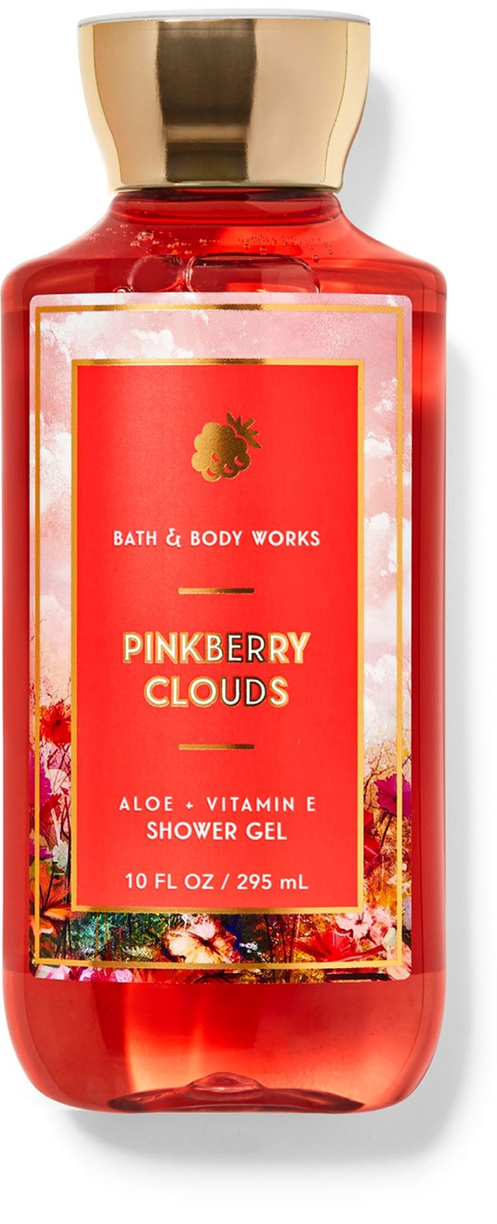 BATH & BODY WORKS
PINKBERRY
CLOUDS
ALOE + VITAMIN E
SHOWER GEL
10 FL OZ / 295 mL